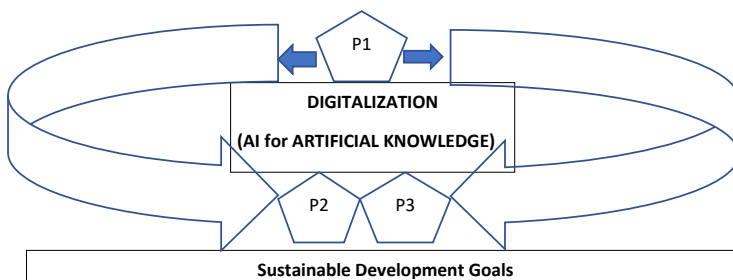 P1
DIGITALIZATION
(AI for ARTIFICIAL KNOWLEDGE)
P2
P3
Sustainable Development Goals